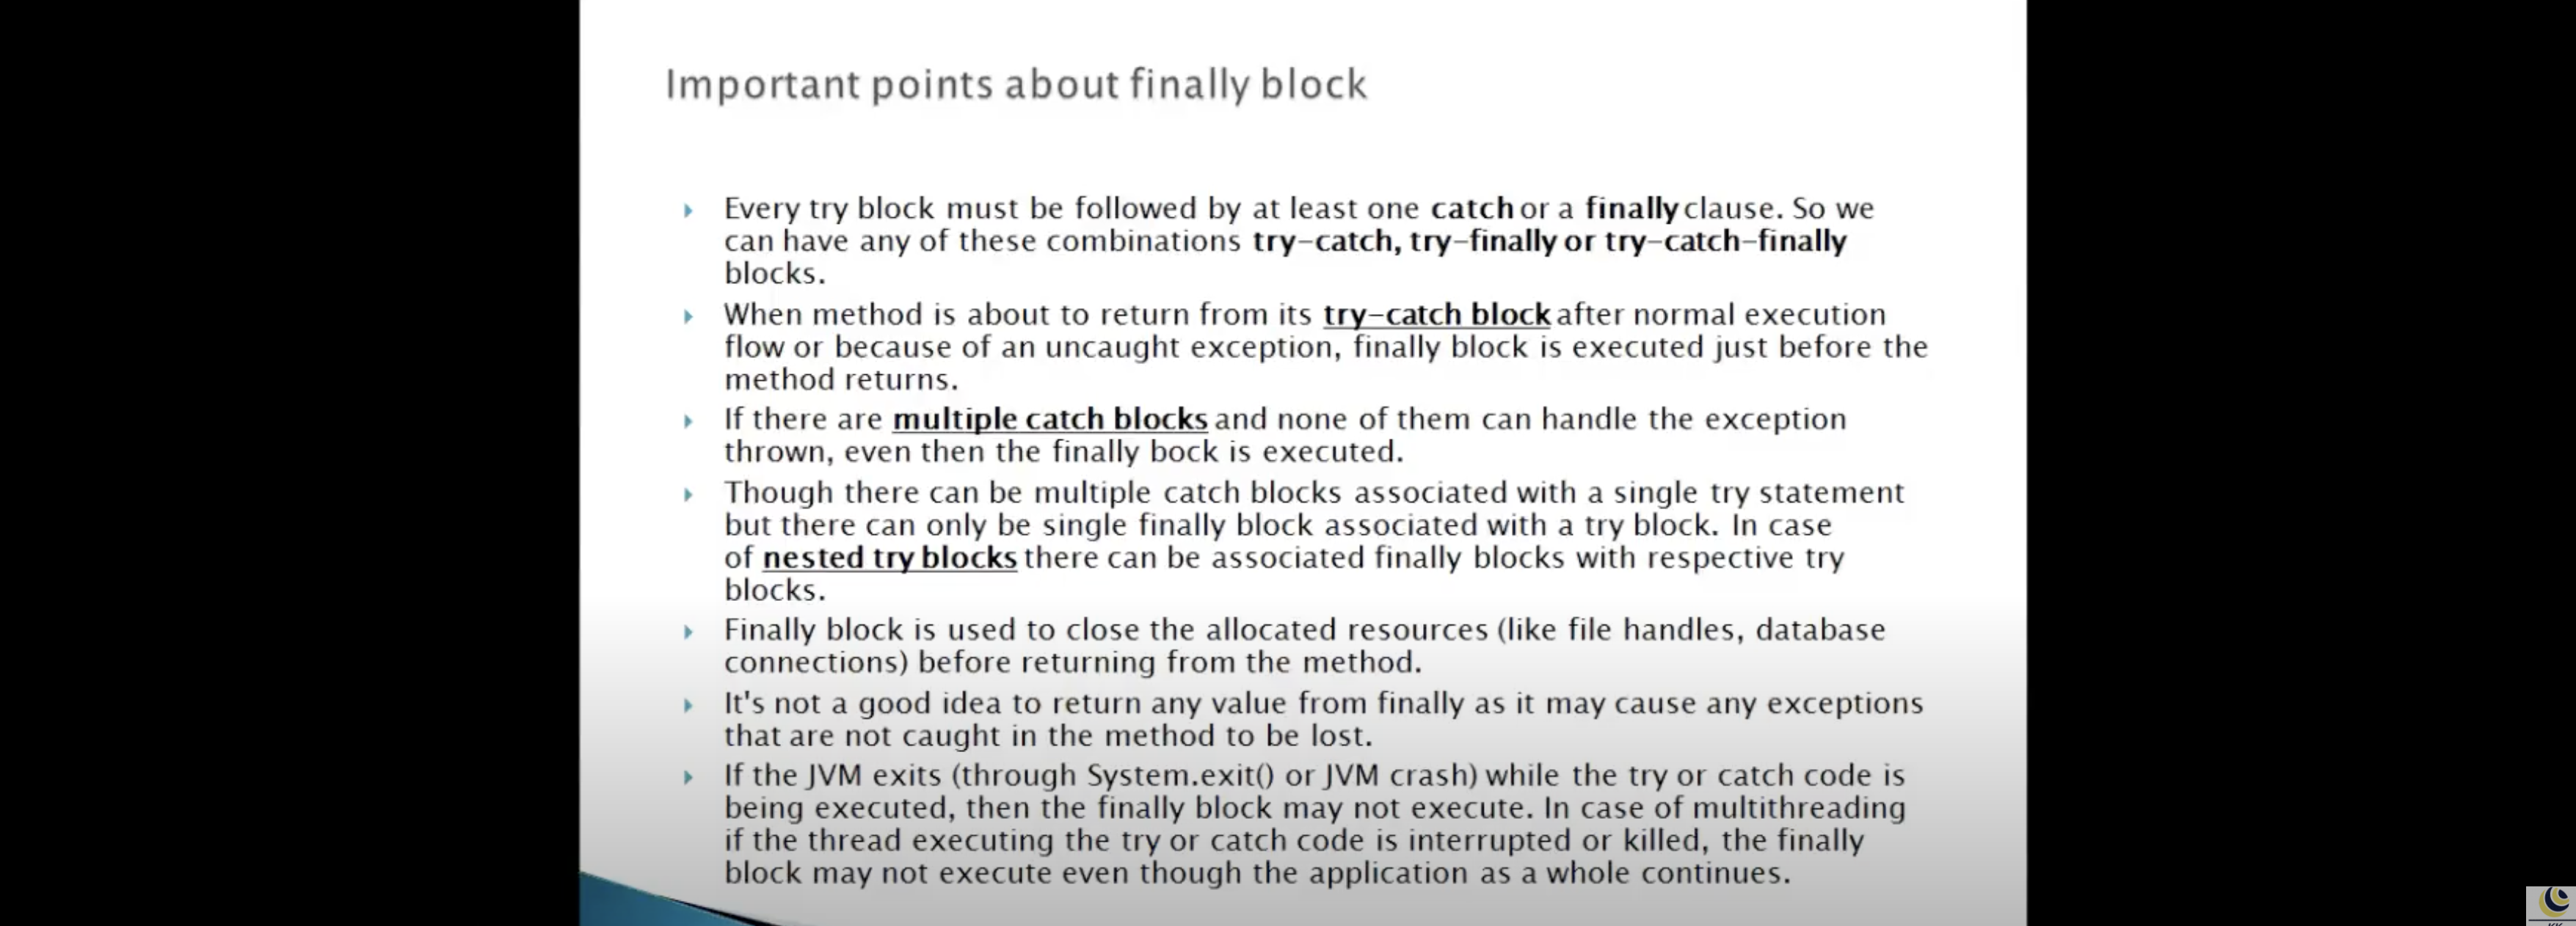 Important points about finally block
Every try block must be followed by at least one catch or a finally clause. So we
can have any of these combinations try-catch, try-finally or try-catch-finally
blocks.
When method is about to return from its try-catch block after normal execution
flow or because of an uncaught exception, finally block is executed just before the
method returns.
If there are multiple catch blocks and none of them can handle the exception
thrown, even then the finally bock is executed.
Though there can be multiple catch blocks associated with a single try statement
but there can only be single finally block associated with a try block. In case
of nested try blocks there can be associated finally blocks with respective try
blocks.
Finally block is used to close the allocated resources (like file handles, database
connections) before returning from the method.
It's not a good idea to return any value from finally as it may cause any exceptions
that are not caught in the method to be lost.
If the JVM exits (through System.exit() or JVM crash) while the try or catch code is
being executed, then the finally block may not execute. In case of multithreading
if the thread executing the try or catch code is interrupted or killed, the finally
block may not execute even though the application as a whole continues.